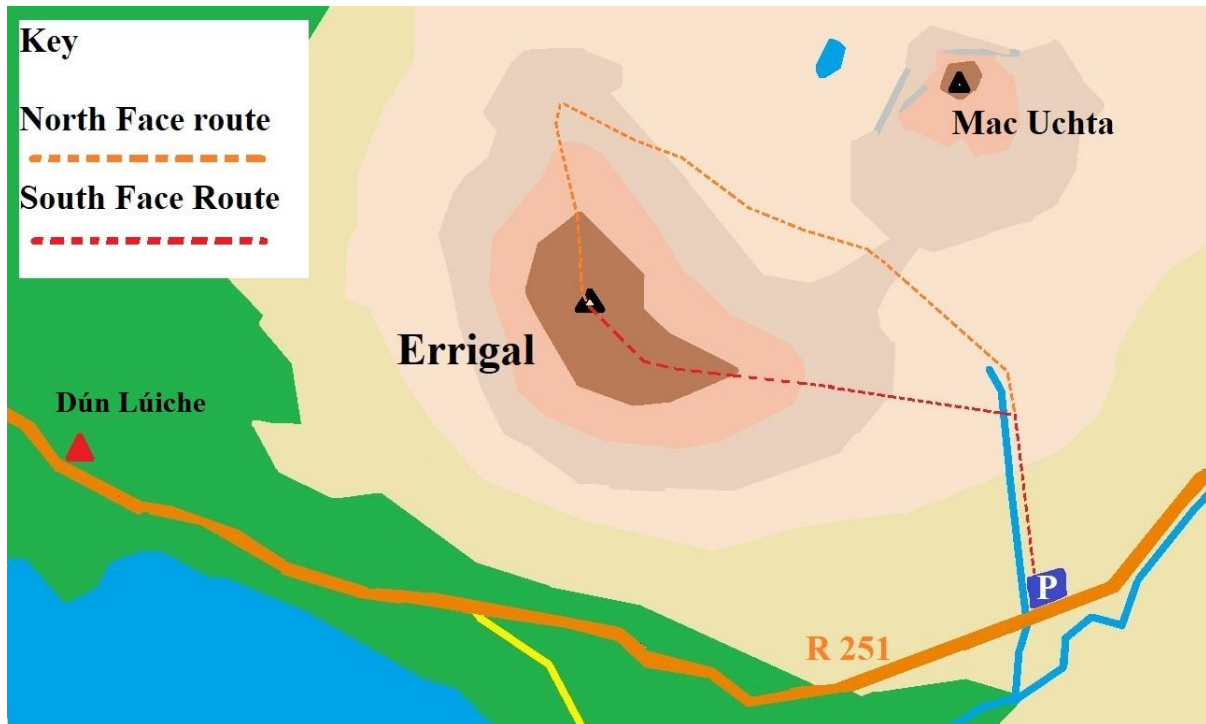 Key
North Face route
South Face Route
Mac Uchta
Errigal
Dún Lúiche
P
R 251